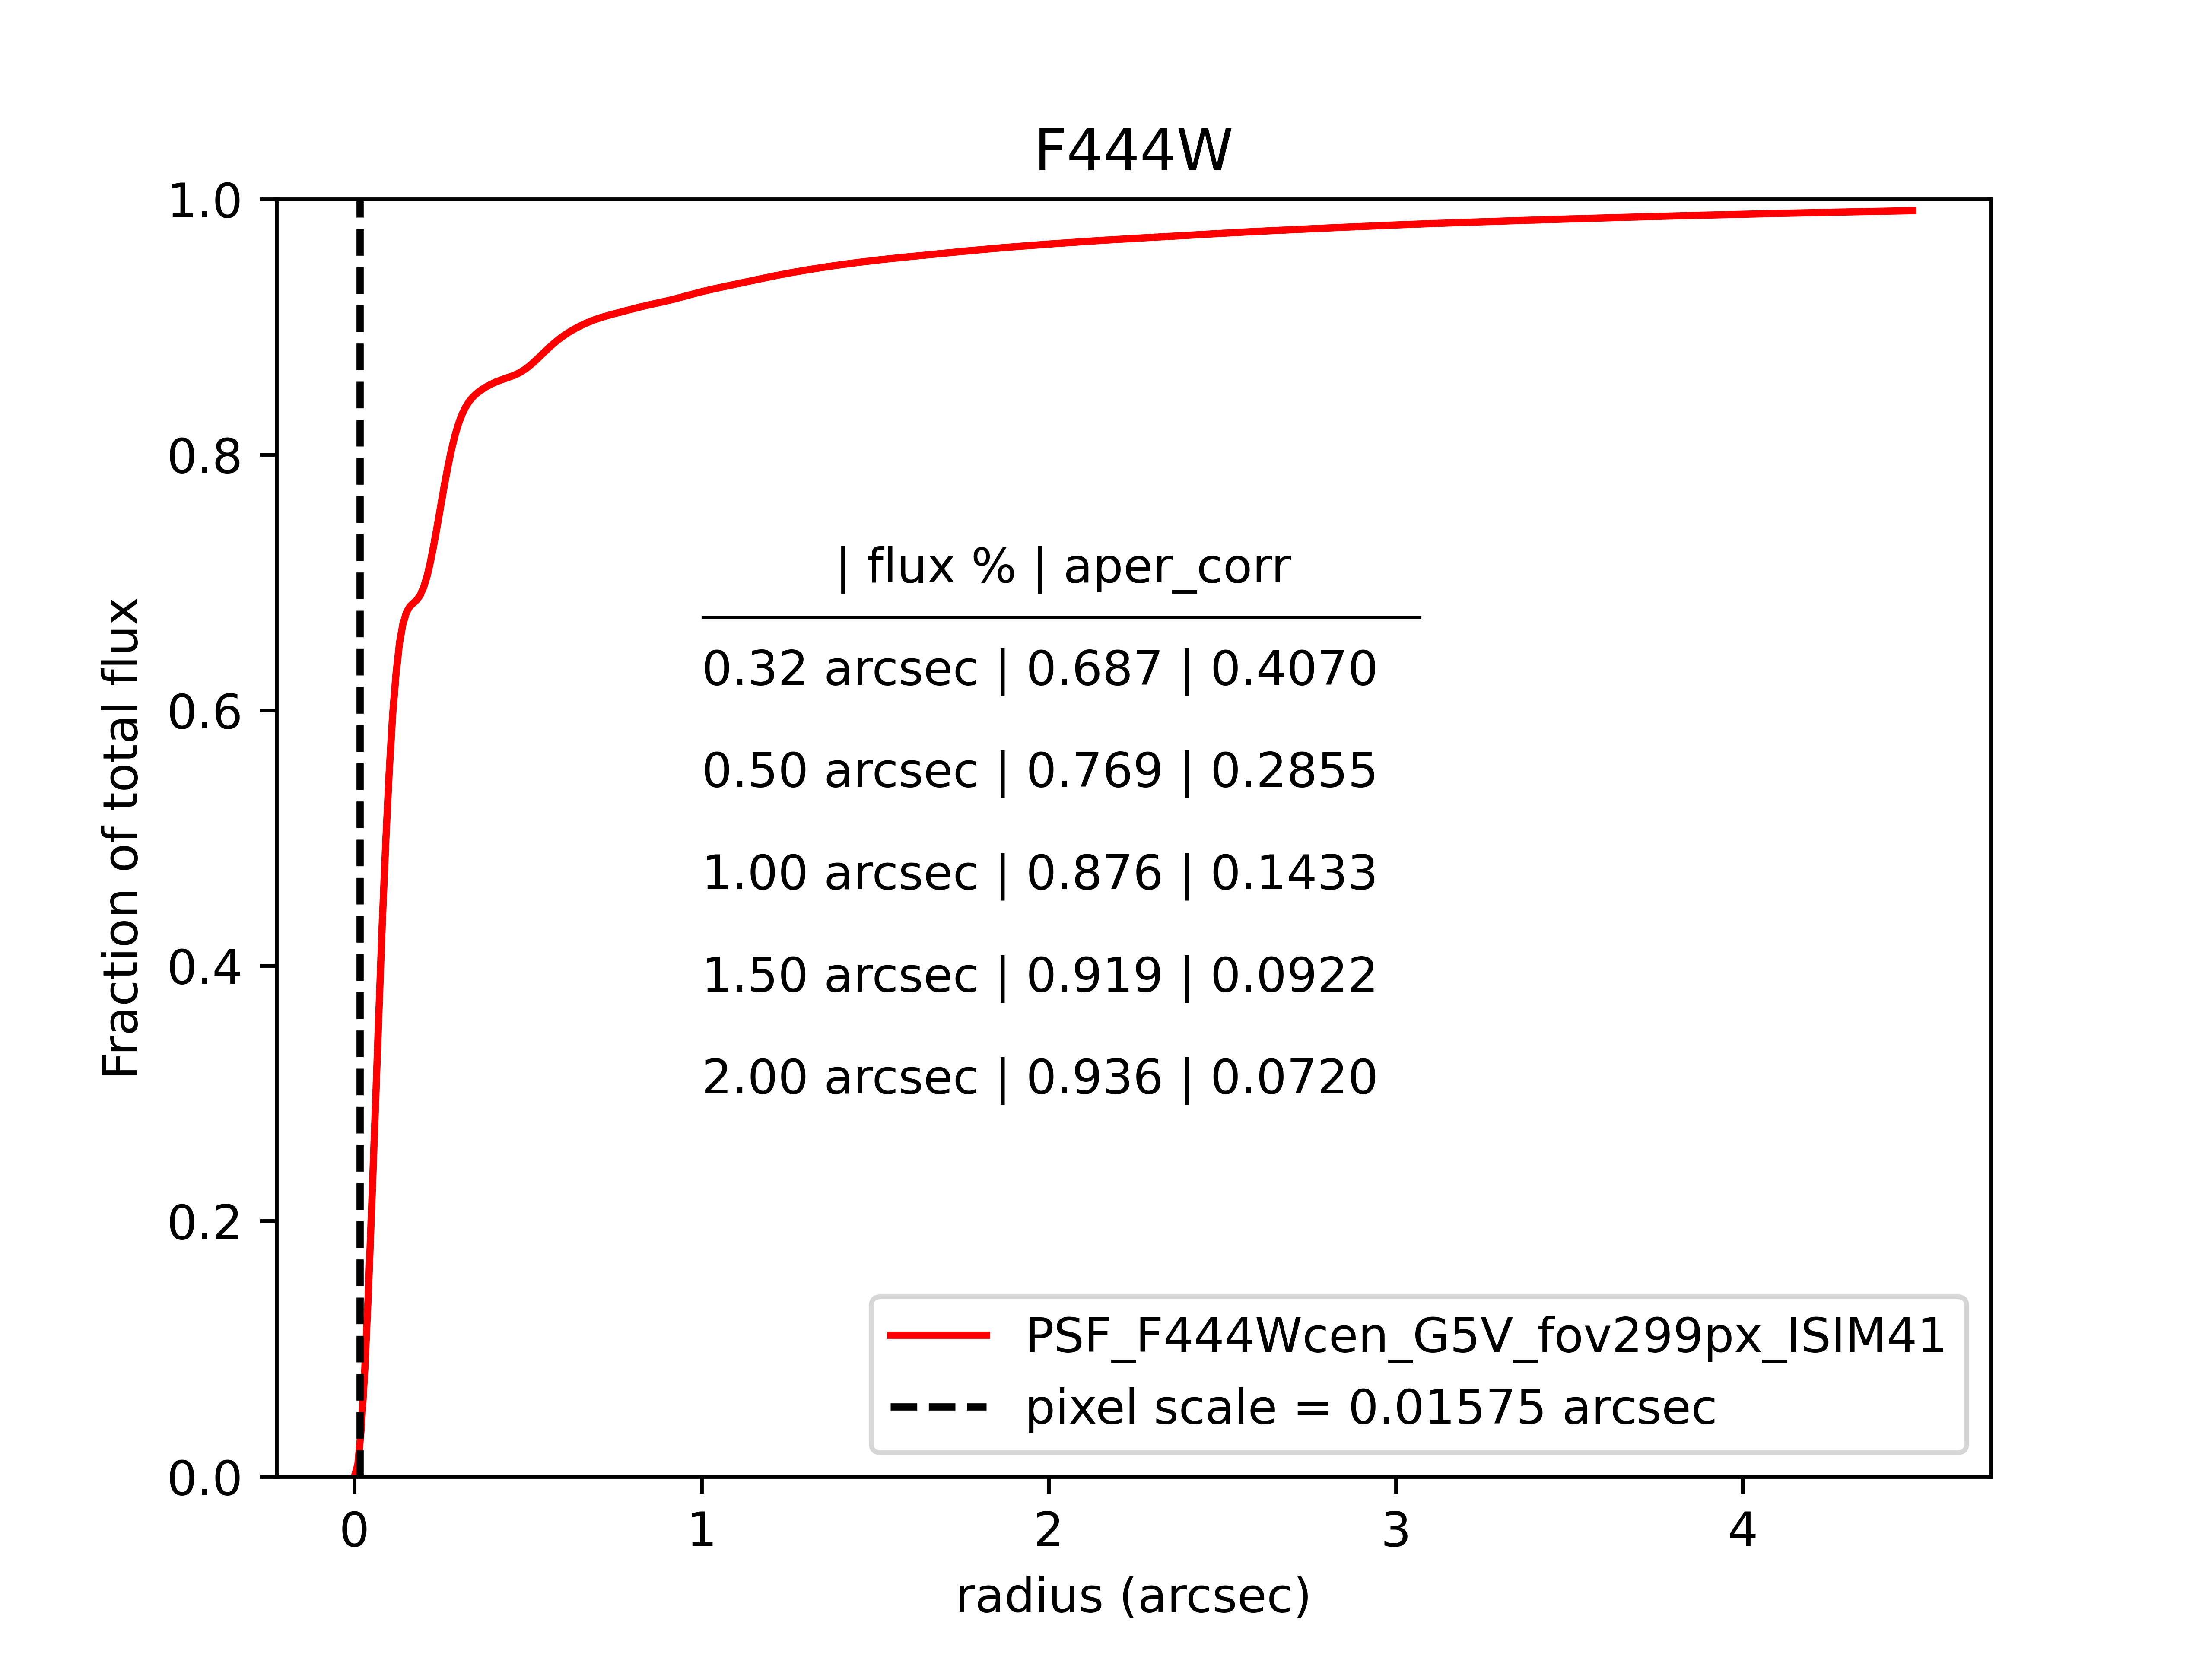 F444W
1.0
0.8
0.6
0.4
0.2
0.0
Fraction of total flux
| flux % | aper_corr
0.32 arcsec | 0.687 | 0.4070
0.50 arcsec | 0.769 | 0.2855
1.00 arcsec | 0.876 | 0.1433
1.50 arcsec | 0.919 | 0.0922
2.00 arcsec | 0.936 | 0.0720
PSF_F444Wcen_G5V_fov299px_ISIM41
pixel scale = 0.01575 arcsec
0 1 2 3 4
radius (arcsec)